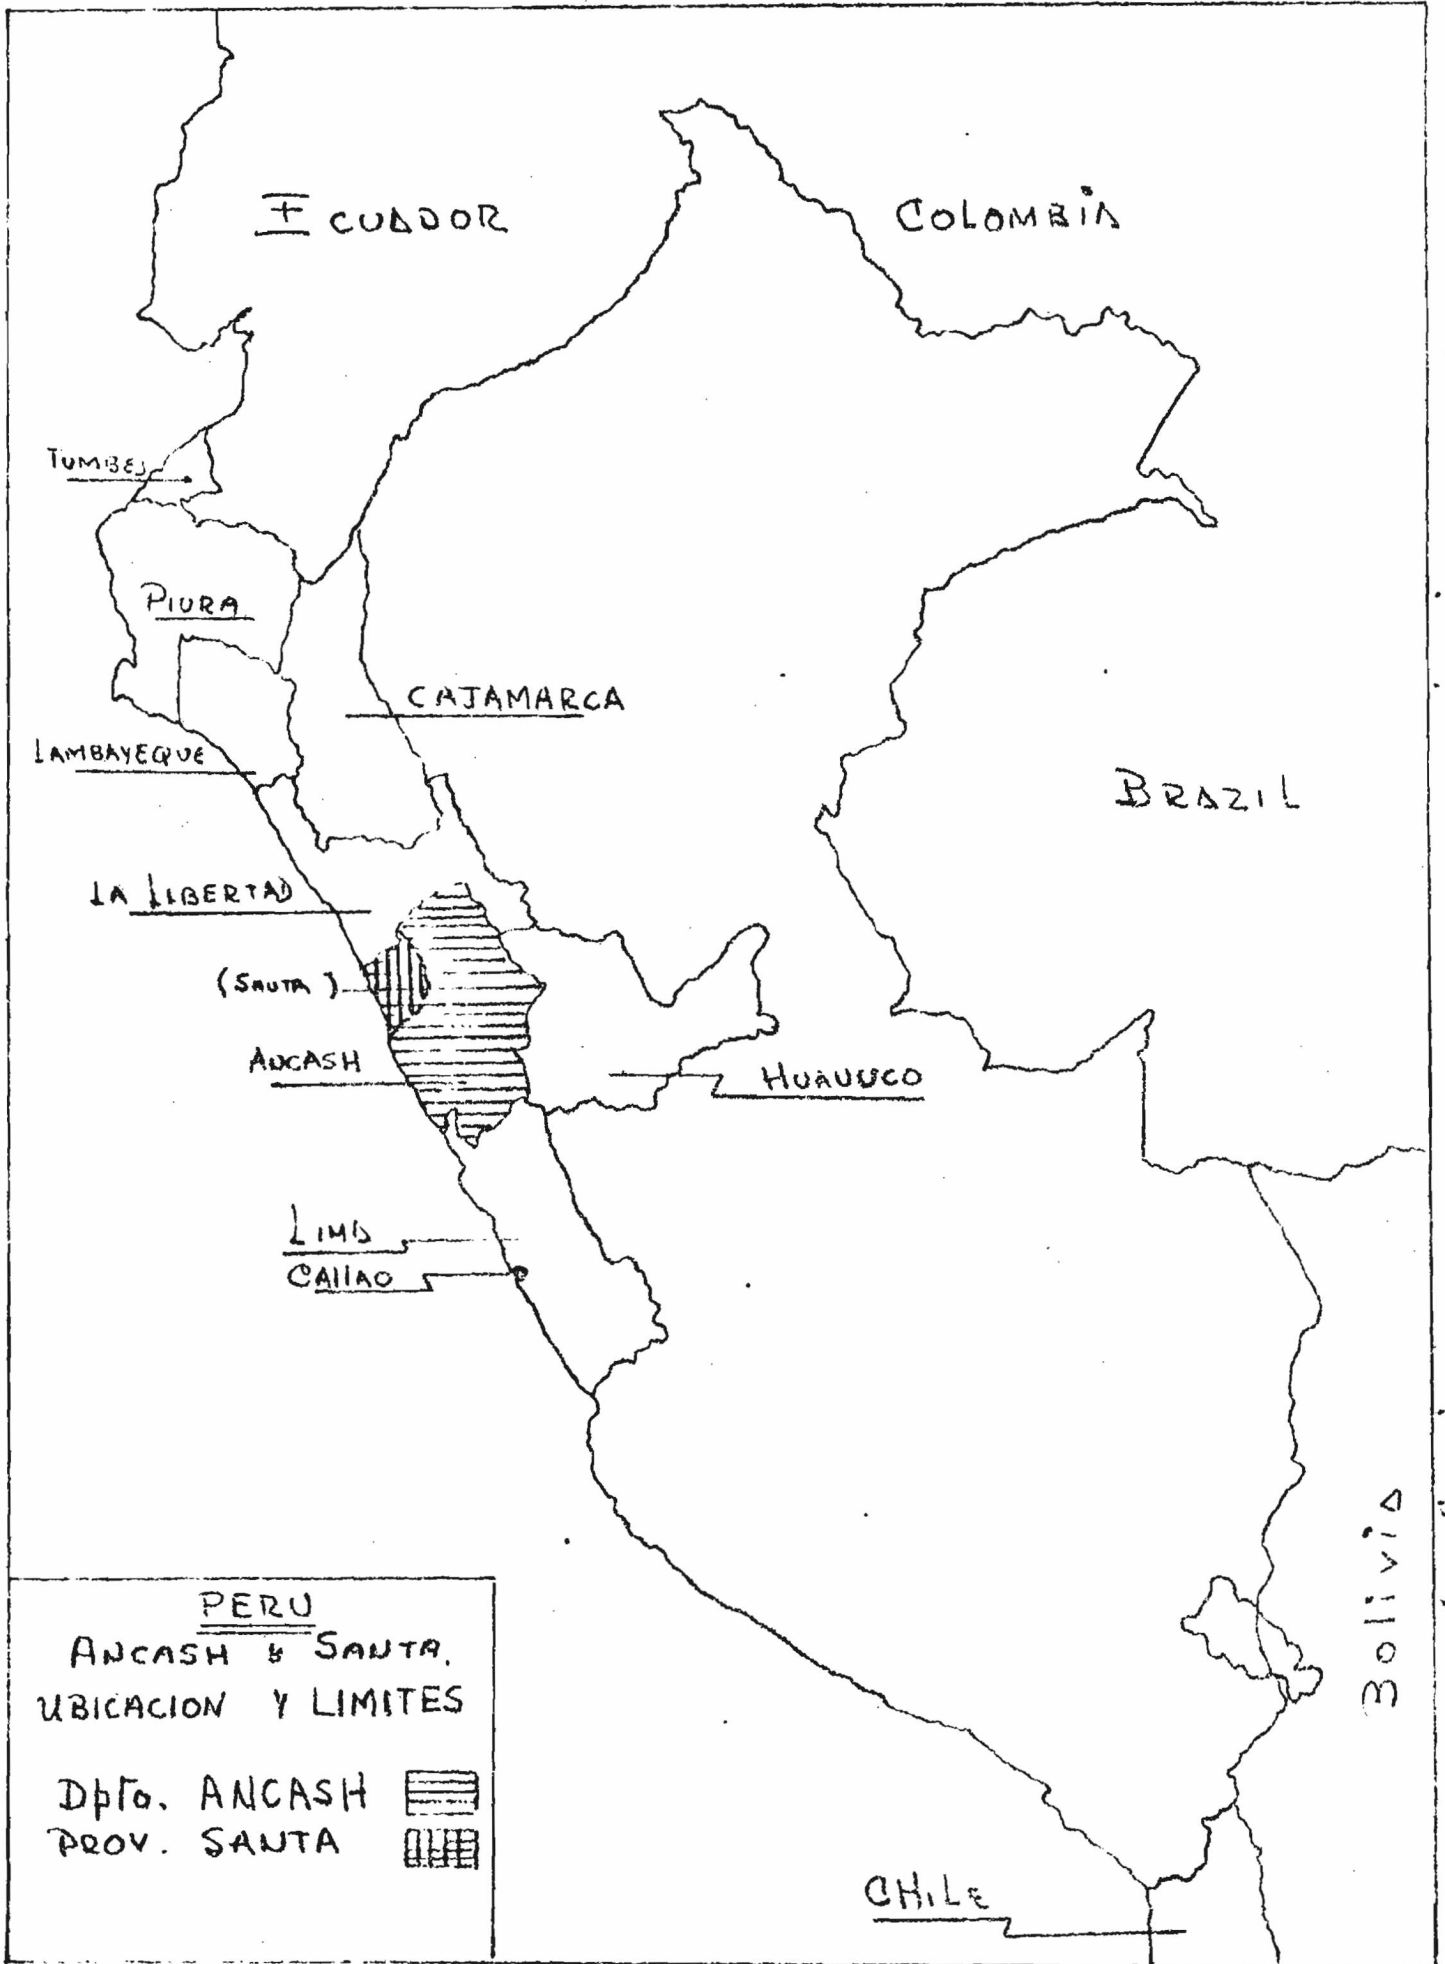 ECUADOR
COLOMBIA
TUMBES
PIURA
CAJAMARCA
LAMBAYEQUE
BRAZIL
LA LIBERTAD
(SANTA)
ANCASH
HUANUCO
LIMA
CALLAO
Bolivia
PERU
ANCASH y SANTA.
UBICACION Y LIMITES
Dpto. ANCASH
PROV. SANTA
CHILE